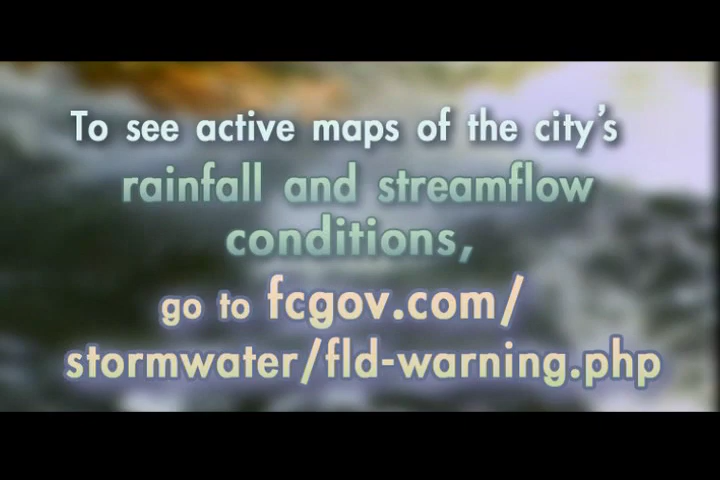 To see active maps of the city's
rainfall and streamflow
conditions,
go to fcgov.com/
stormwater/fld-warning.php